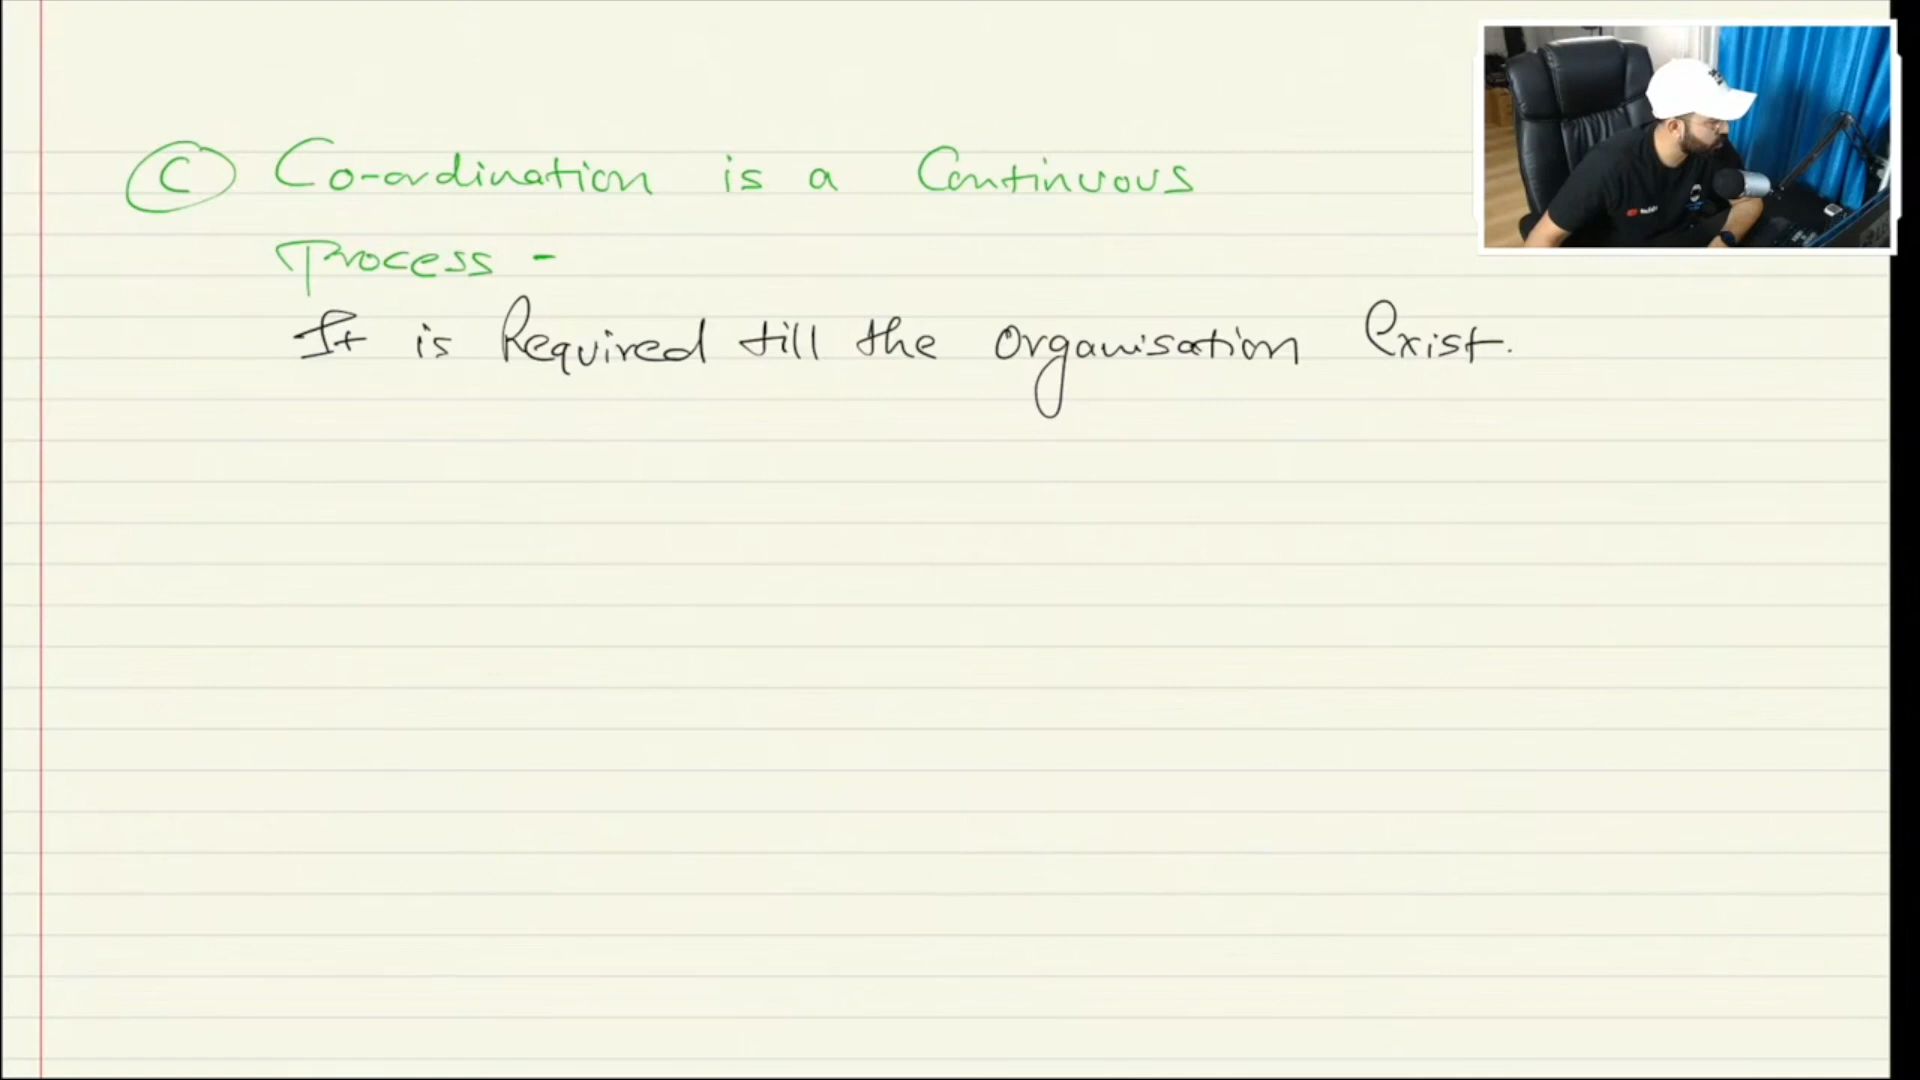 C Co-ordination is a Continuous
Process -
It is Required till the Organisation Exist.